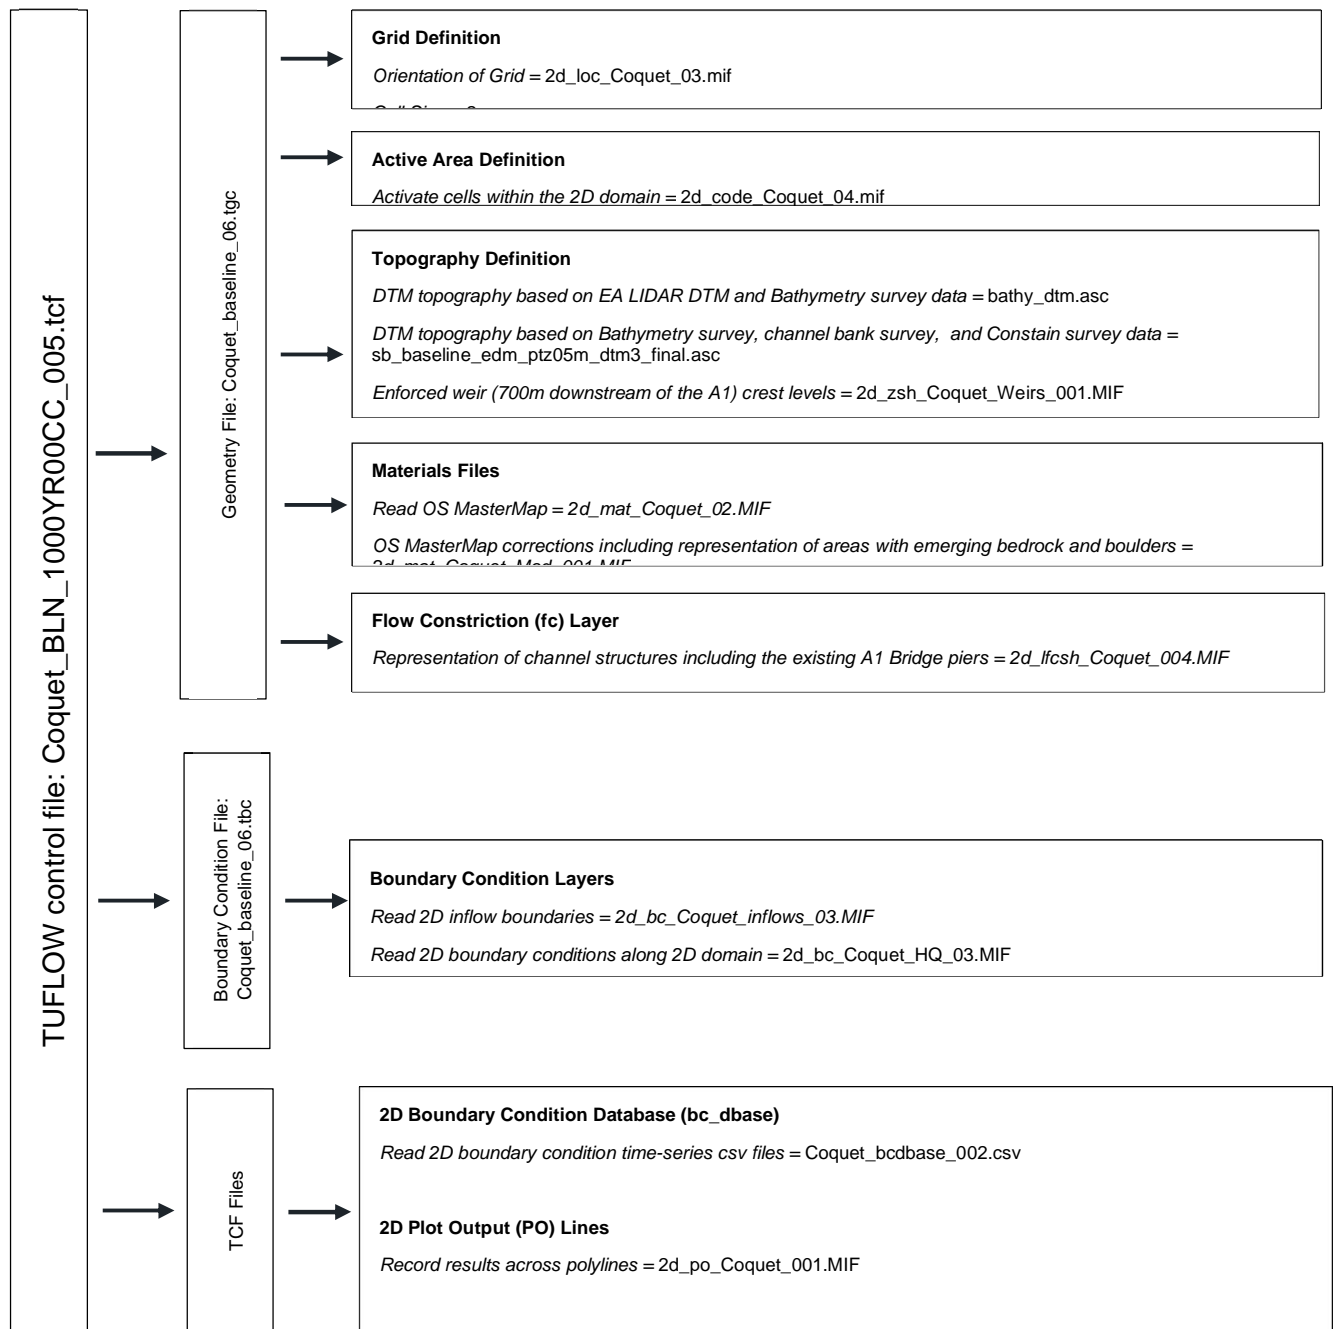 TUFLOW control file: Coquet_BLN_1000YR00CC_005.tcf
Geometry File: Coquet_baseline_06.tgc
Grid Definition
Orientation of Grid = 2d_loc_Coquet_03.mif
Active Area Definition
Activate cells within the 2D domain = 2d_code_Coquet_04.mif
Topography Definition
DTM topography based on EA LIDAR DTM and Bathymetry survey data = bathy_dtm.asc
DTM topography based on Bathymetry survey, channel bank survey, and Constain survey data =
sb_baseline_edm_ptz05m_dtm3_final.asc
Enforced weir (700m downstream of the A1) crest levels = 2d_zsh_Coquet_Weirs_001.MIF
Materials Files
Read OS MasterMap = 2d_mat_Coquet_02.MIF
OS MasterMap corrections including representation of areas with emerging bedrock and boulders =
Flow Constriction (fc) Layer
Representation of channel structures including the existing A1 Bridge piers = 2d_lfcsh_Coquet_004.MIF
Boundary Condition File:
Coquet_baseline_06.tbc
Boundary Condition Layers
Read 2D inflow boundaries = 2d_bc_Coquet_inflows_03.MIF
Read 2D boundary conditions along 2D domain = 2d_bc_Coquet_HQ_03.MIF
TCF Files
2D Boundary Condition Database (bc_dbase)
Read 2D boundary condition time-series csv files = Coquet_bcdbase_002.csv
2D Plot Output (PO) Lines
Record results across polylines = 2d_po_Coquet_001.MIF